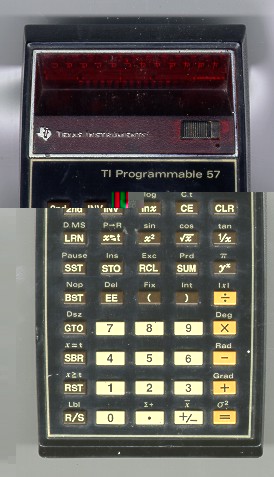 TEXAS INSTRUMENTS
TI Programmable 57
log C.t
2nd 2nd INV INV lnx CE CLR
D.MS P→R sin cos tan
LRN x⇄t x² √x 1/x
Pause Ins Exc Prd π
SST STO RCL SUM yˣ
Nop Del Fix Int |x|
BST EE ( ) ÷
Dsz Deg
GTO 7 8 9 ×
x=t Rad
SBR 4 5 6 −
x≥t Grad
RST 1 2 3 +
Lbl Σ+ x̄ σ²
R/S 0 . +/− =